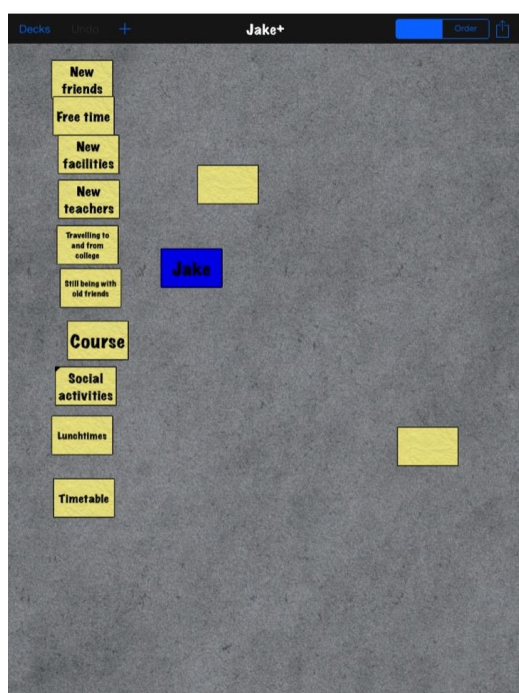 Decks Undo + Jake+ Order
New
friends
Free time
New
facilities
New
teachers
Travelling to
and from
college
Still being with
old friends
Jake
Course
Social
activities
Lunchtimes
Timetable